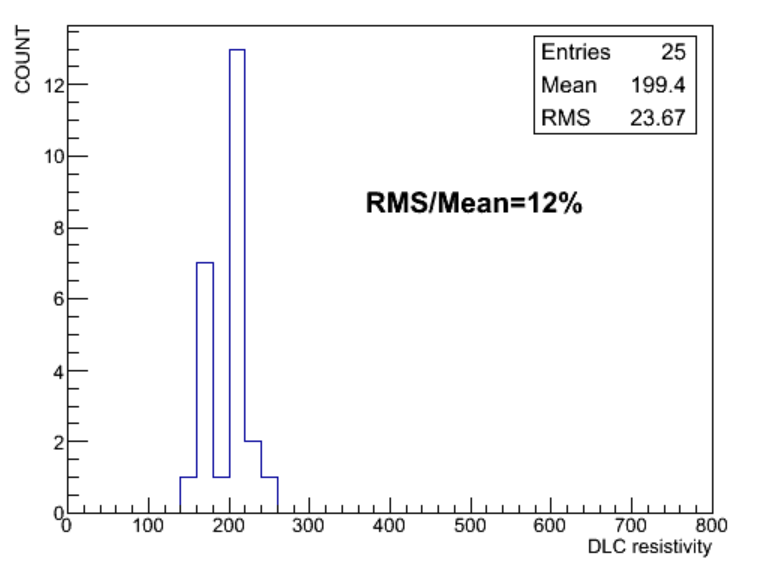 COUNT
Entries 25
Mean 199.4
RMS 23.67
RMS/Mean=12%
12
10
8
6
4
2
0
0 100 200 300 400 500 600 700 800
DLC resistivity